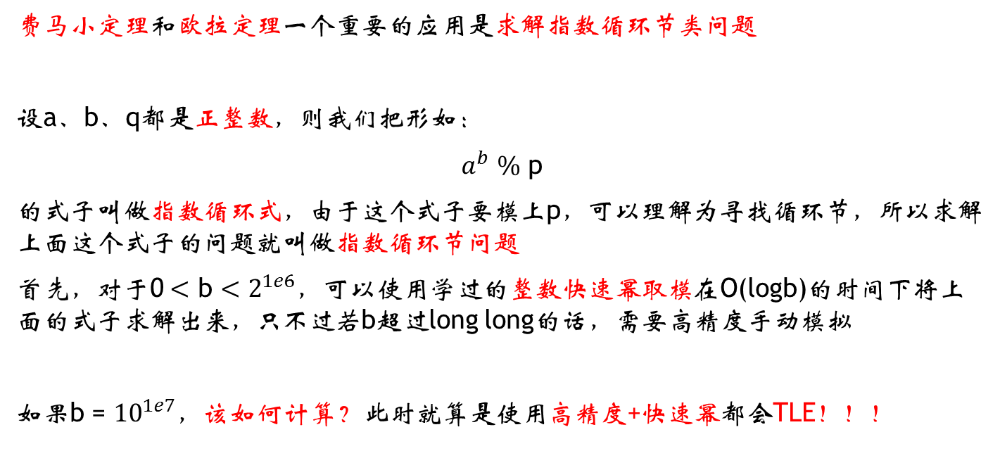 费马小定理和欧拉定理一个重要的应用是求解指数循环节类问题
设a、b、q都是正整数，则我们把形如：
a^b % p
的式子叫做指数循环式，由于这个式子要模上p，可以理解为寻找循环节，所以求解
上面这个式子的问题就叫做指数循环节问题
首先，对于0 < b < 2^{1e6}，可以使用学过的整数快速幂取模在O(logb)的时间下将上
面的式子求解出来，只不过若b超过long long的话，需要高精度手动模拟
如果b = 10^{1e7}，该如何计算？此时就算是使用高精度+快速幂都会TLE！！！